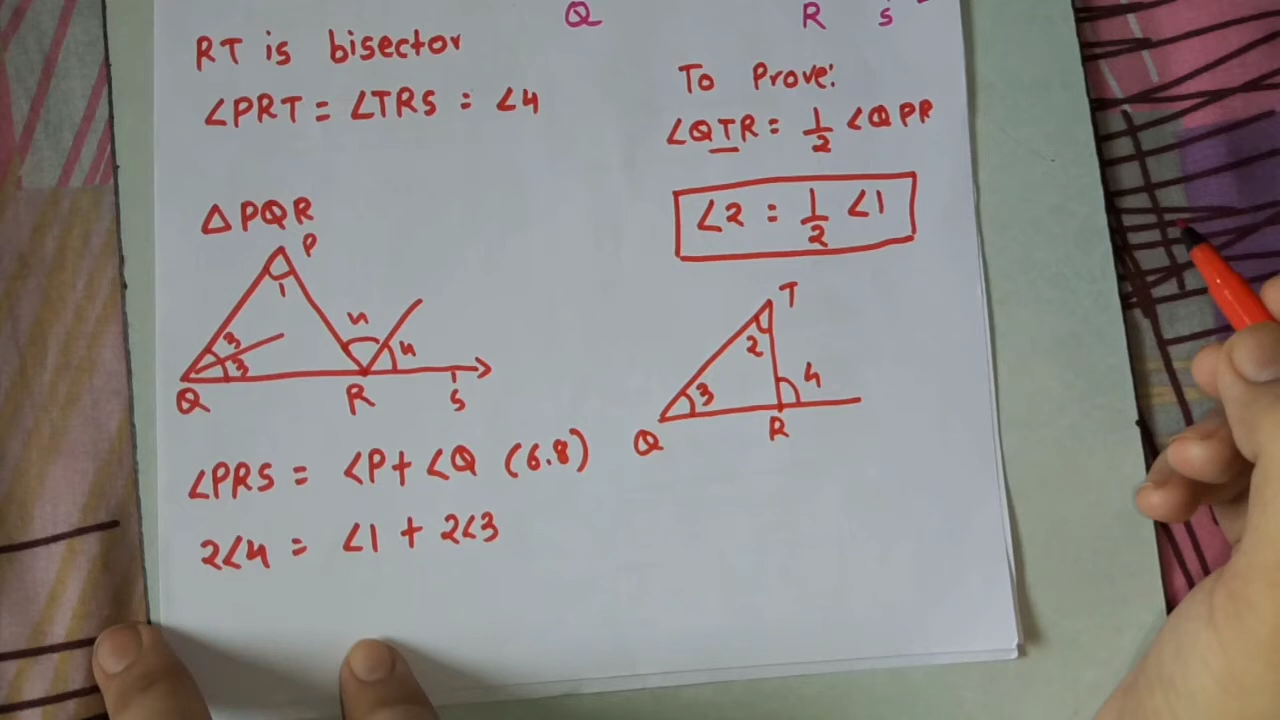 Q R S
RT is bisector
∠PRT = ∠TRS = ∠4
To Prove:
∠QTR = 1/2 ∠QPR
∠2 = 1/2 ∠1
△ PQR
P
1
3
3
4
4
Q R S
T
2
3
4
Q R
∠PRS = ∠P + ∠Q (6.8)
2∠4 = ∠1 + 2∠3